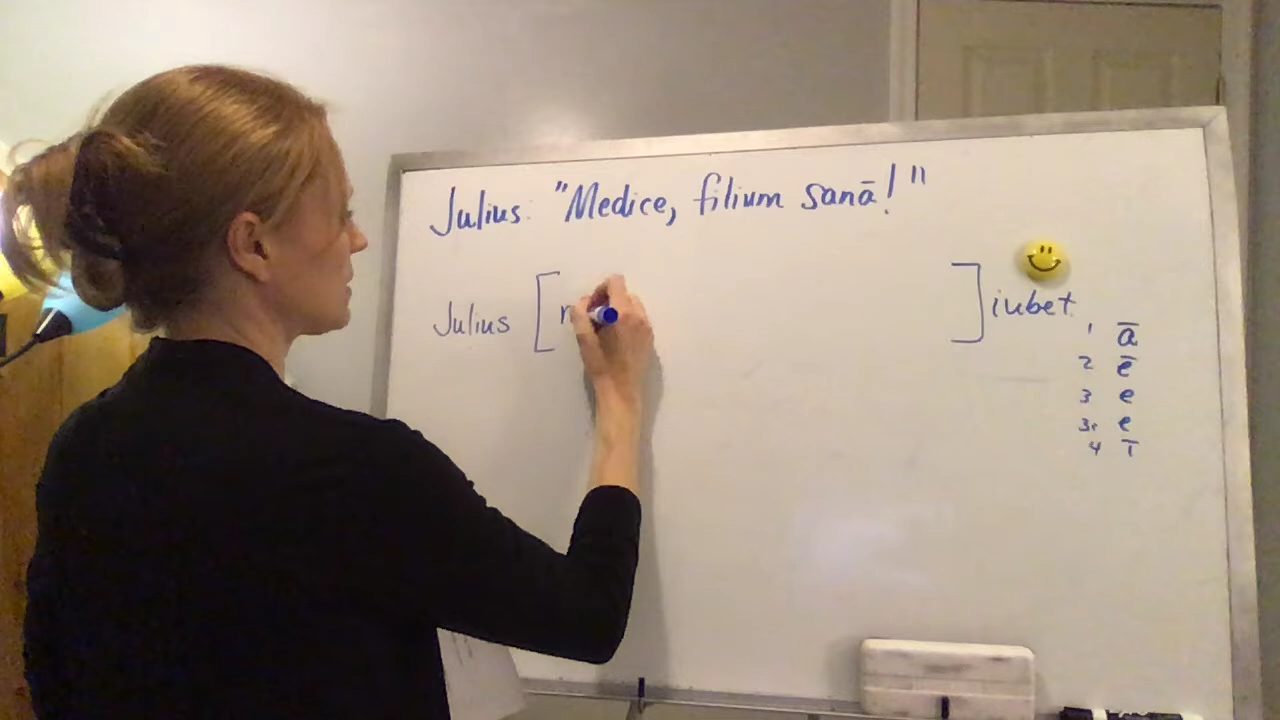 Julius: "Medice, filium sanā!"
Julius [ ] iubet
1 ā
2 ē
3 e
3i e
4 ī